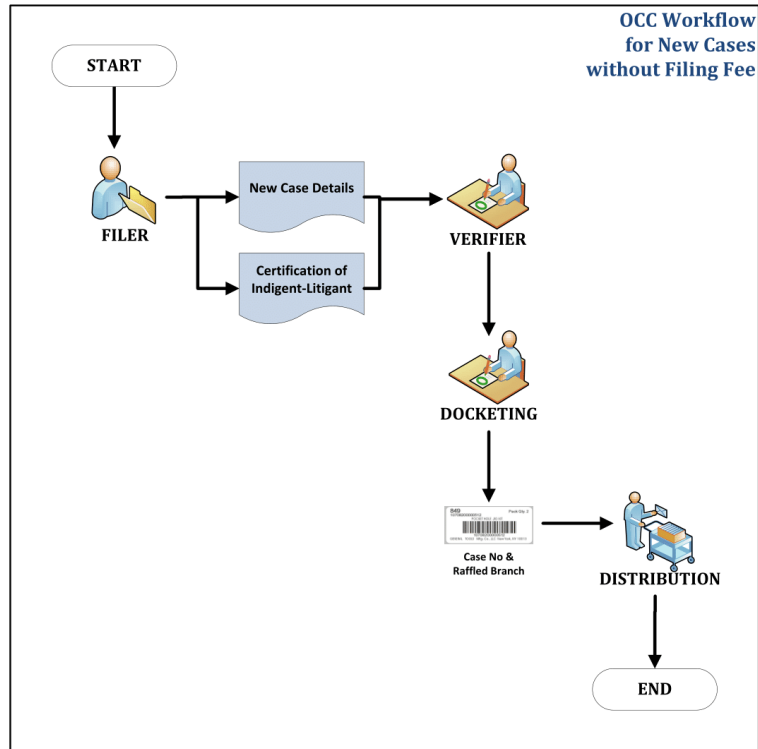 OCC Workflow
for New Cases
without Filing Fee
START
FILER
New Case Details
Certification of
Indigent-Litigant
VERIFIER
DOCKETING
Case No &
Raffled Branch
DISTRIBUTION
END